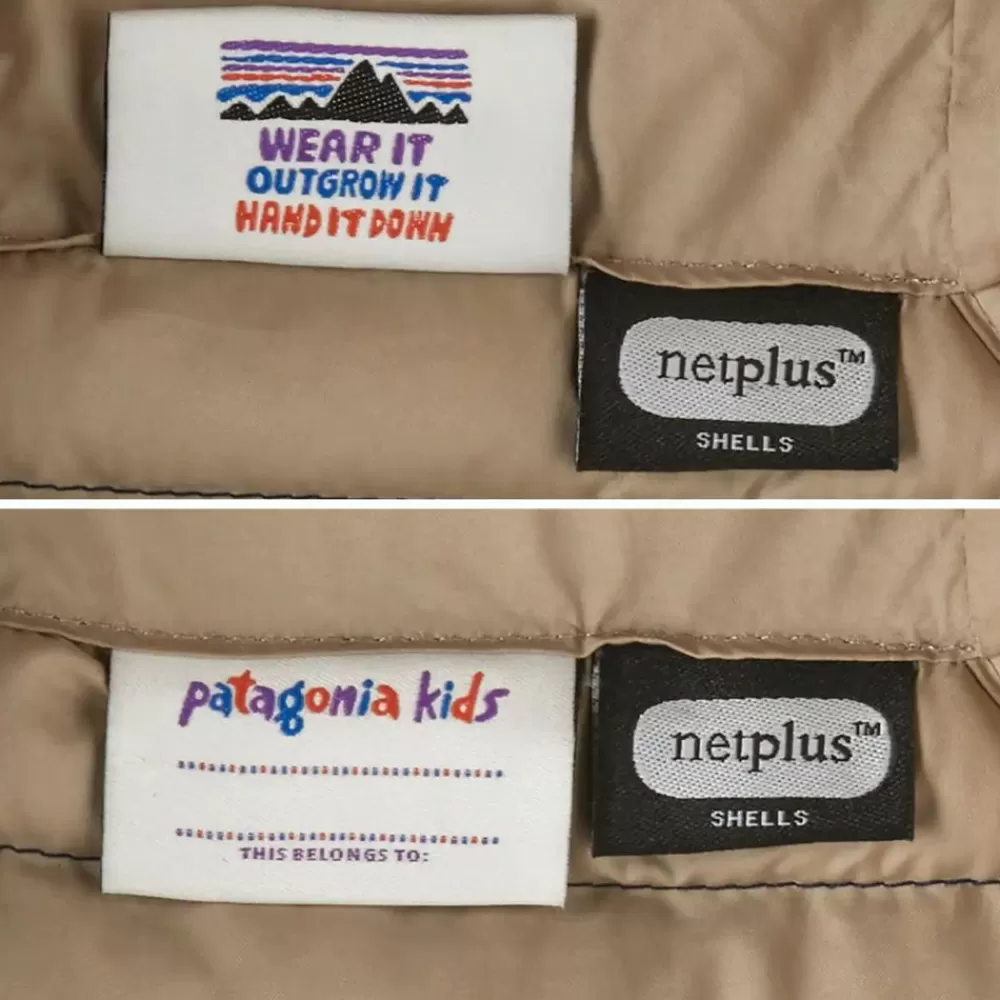 WEAR IT
OUTGROW IT
HAND IT DOWN
netplus™
SHELLS
patagonia kids
THIS BELONGS TO:
netplus™
SHELLS